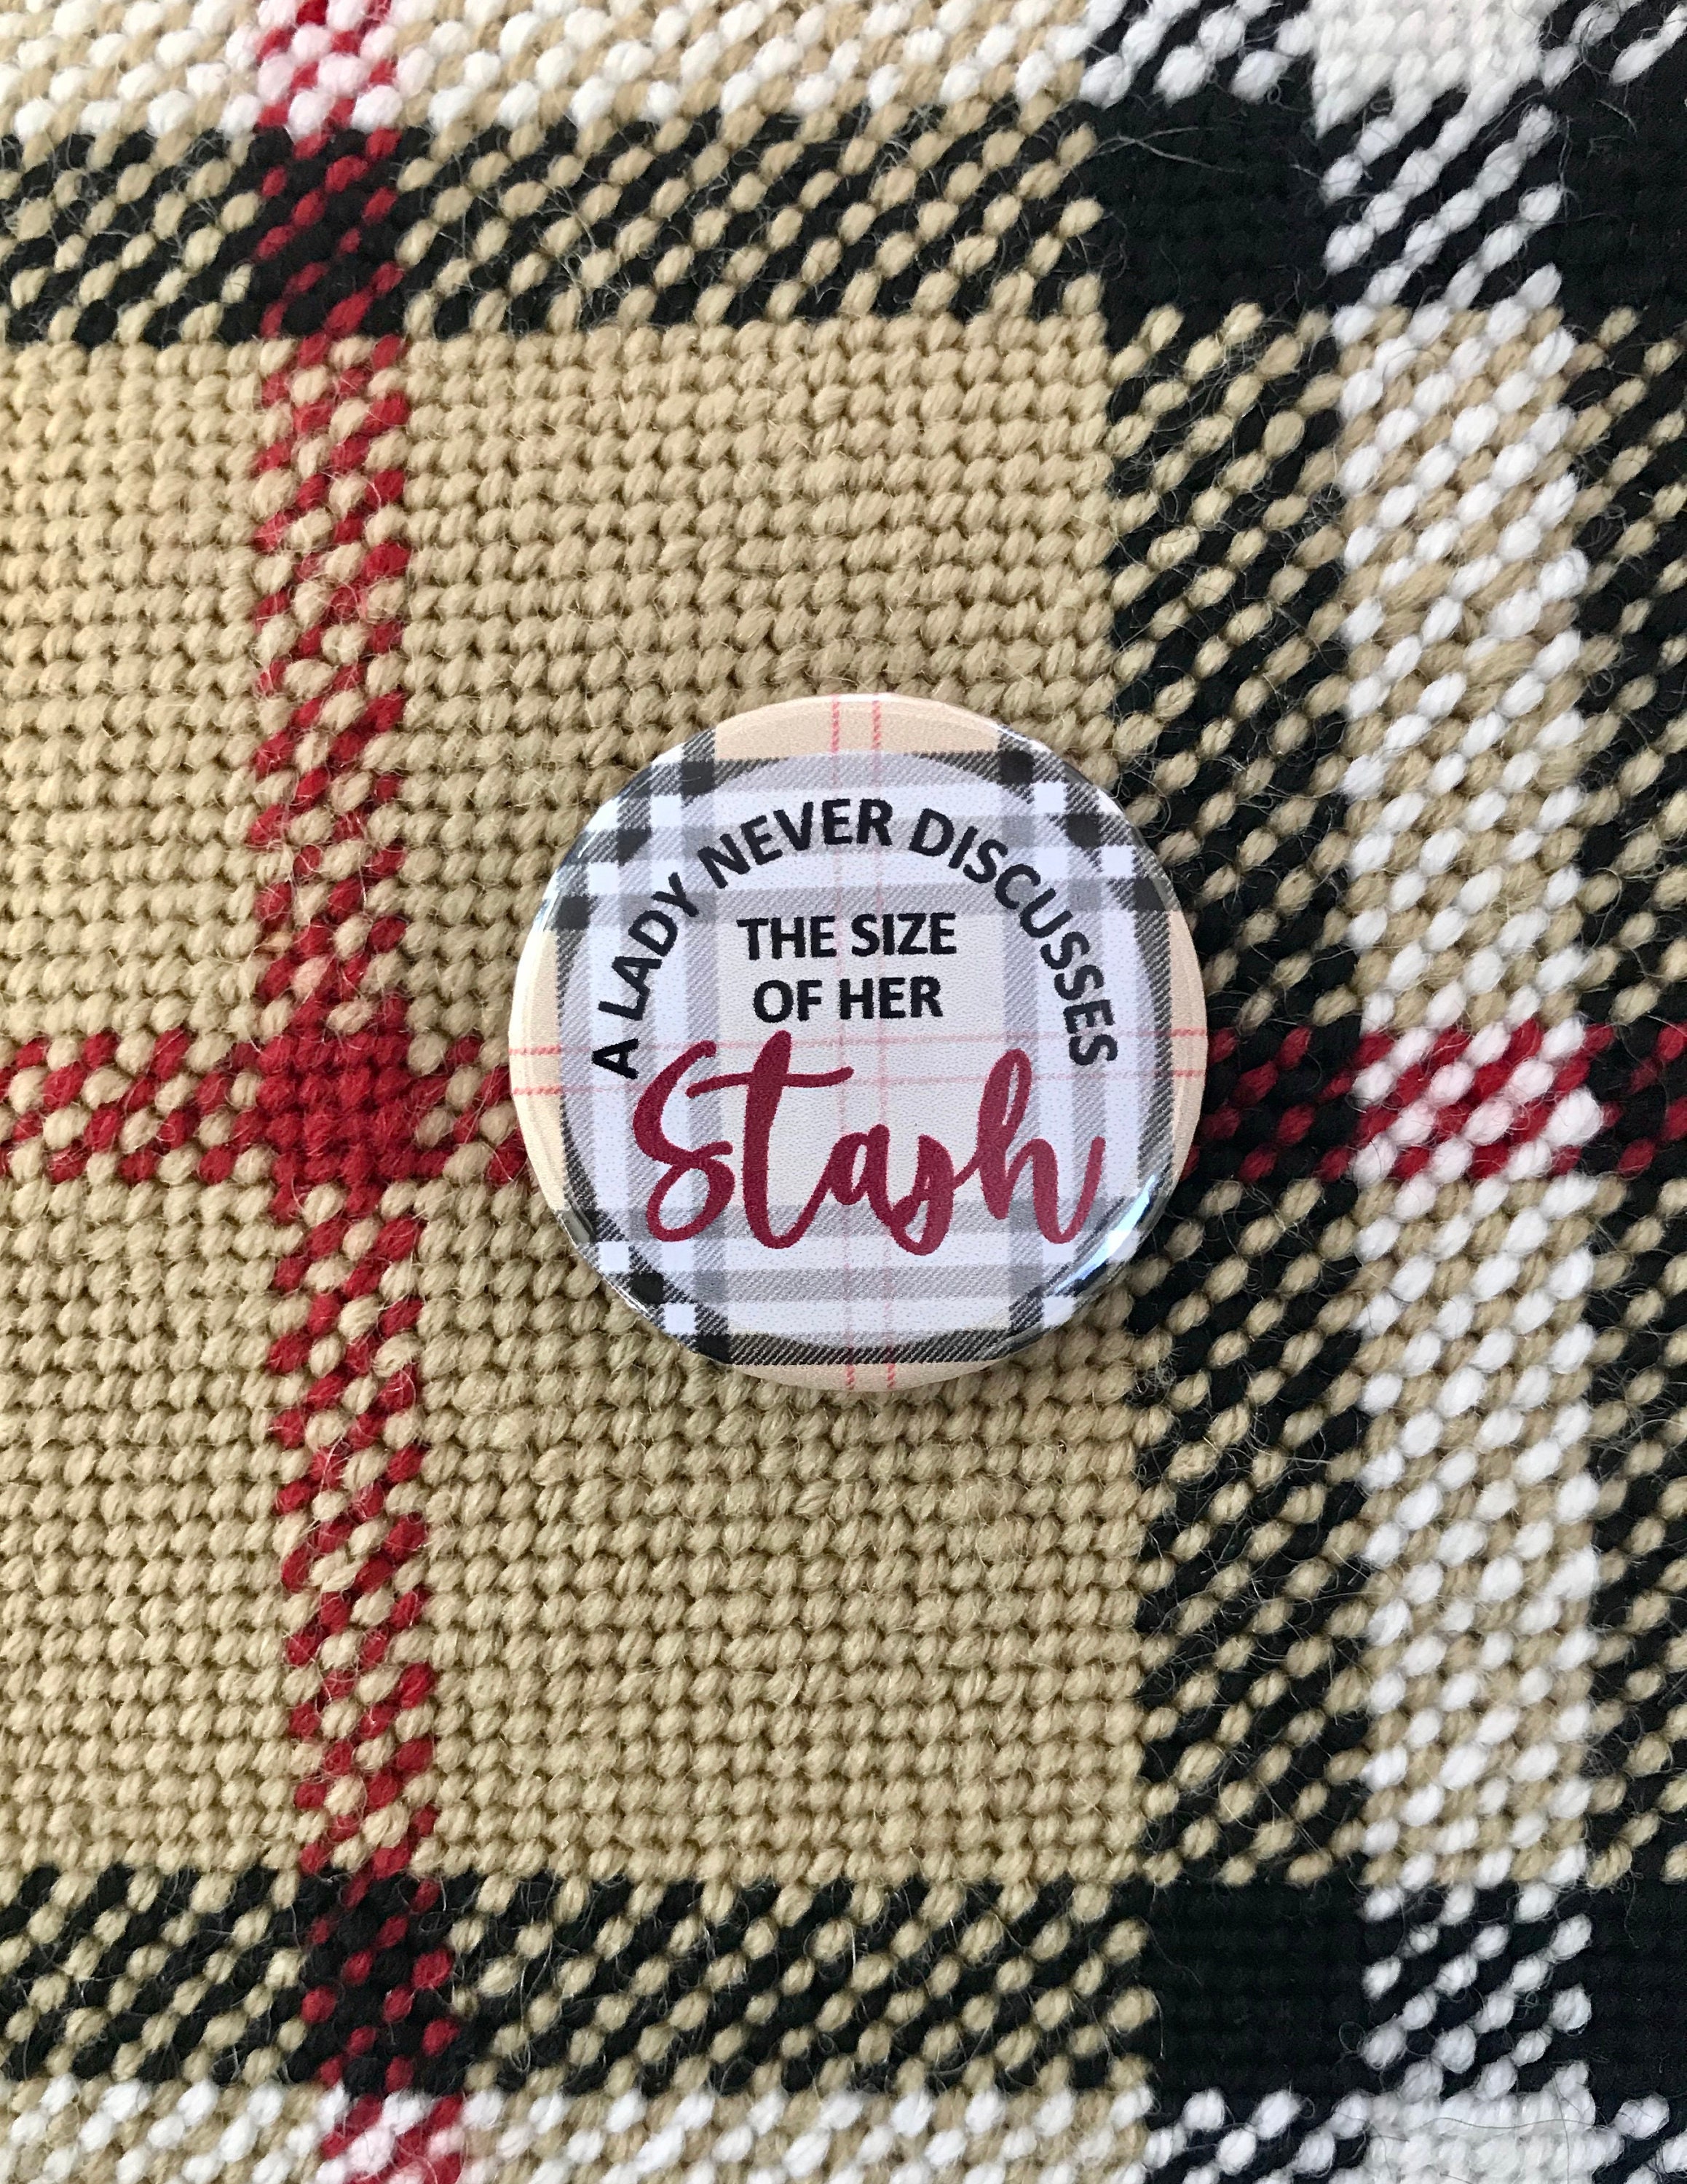 A LADY NEVER DISCUSSES
THE SIZE
OF HER
Stash